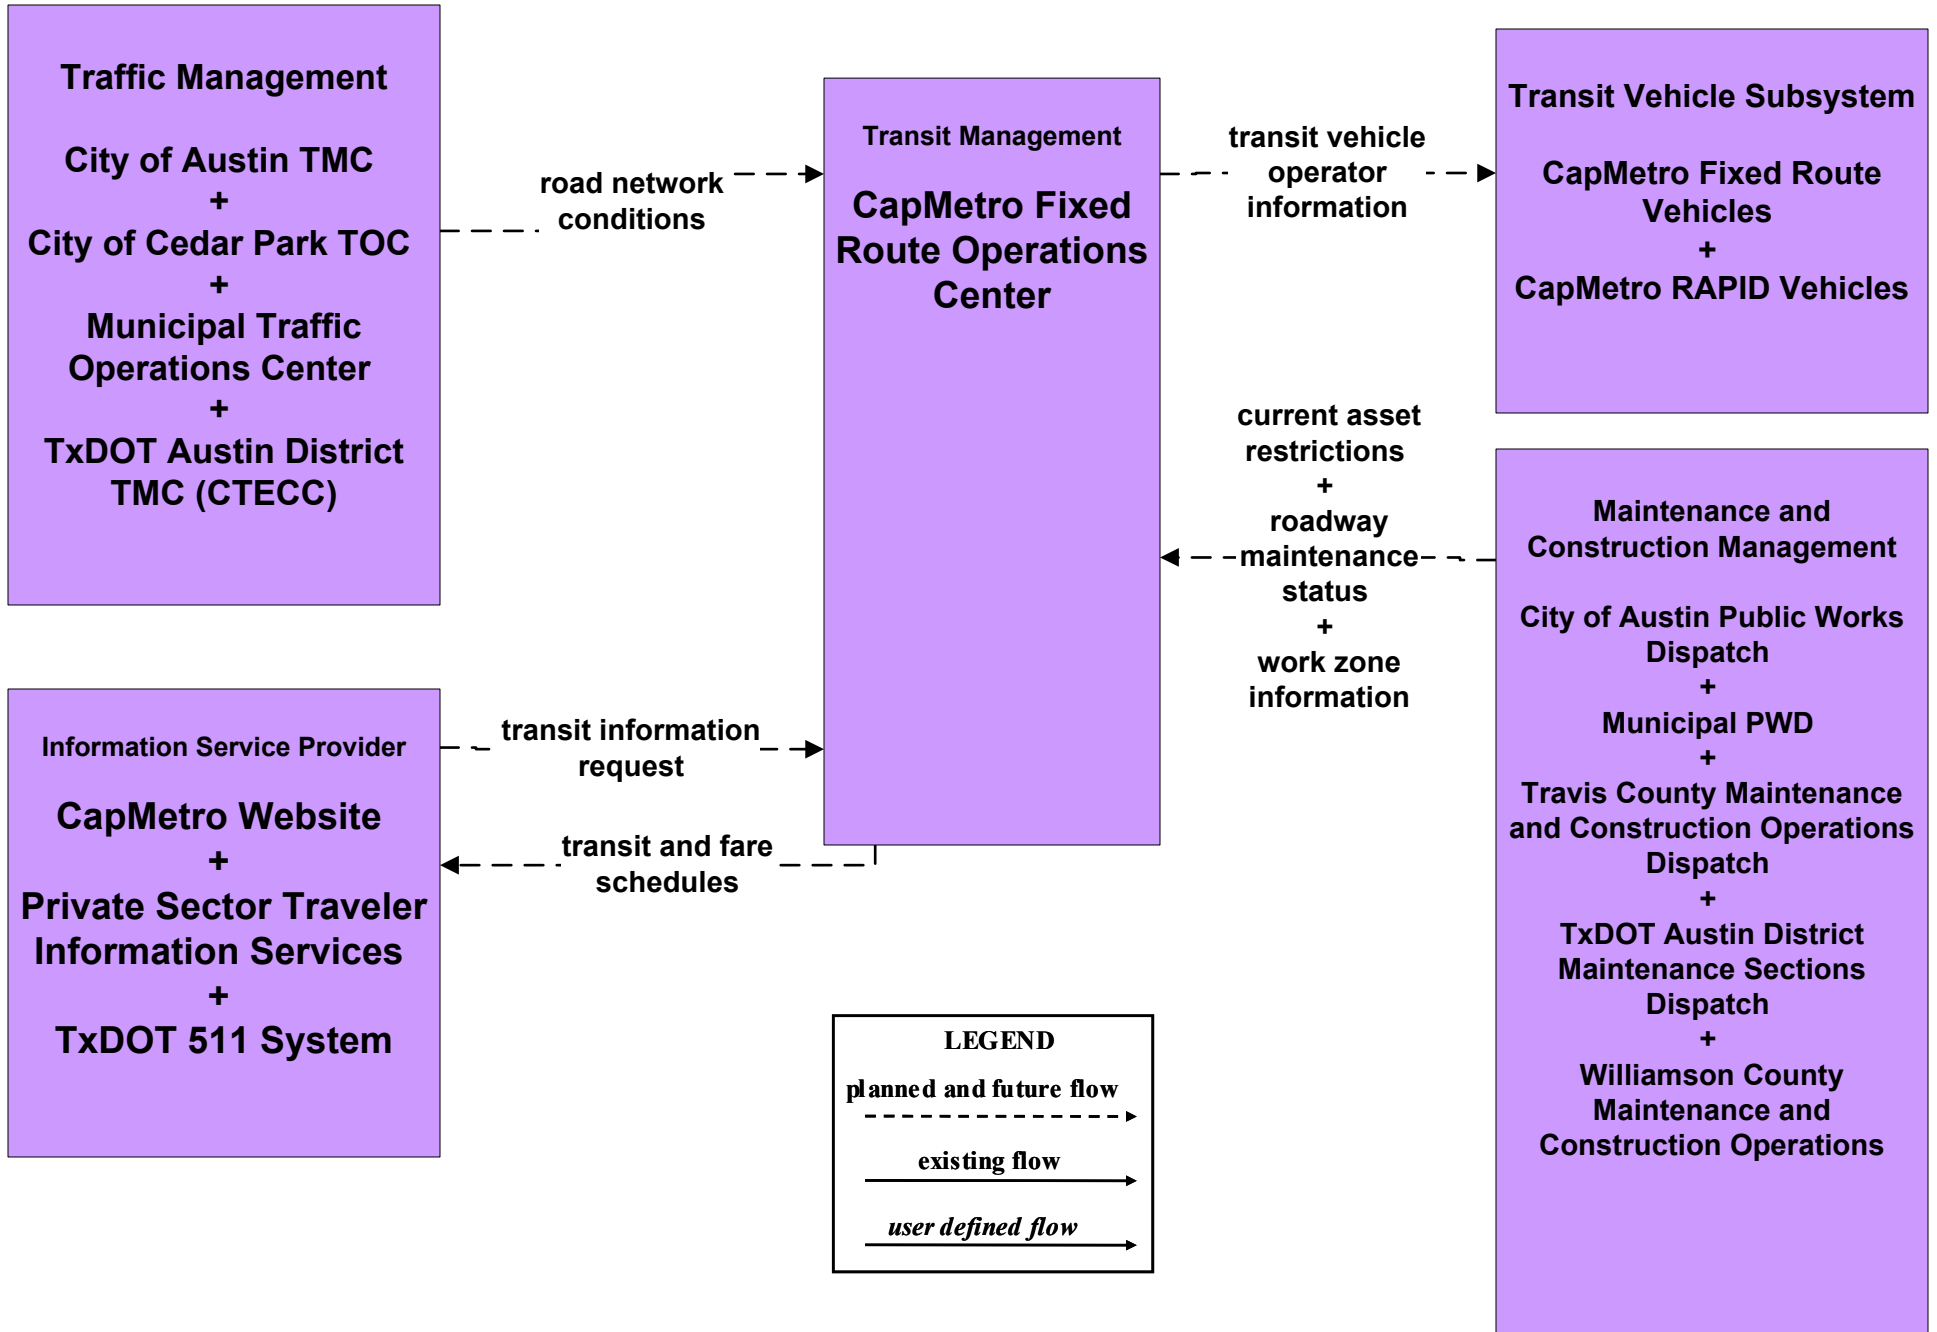 Traffic Management
City of Austin TMC
+
City of Cedar Park TOC
+
Municipal Traffic
Operations Center
+
TxDOT Austin District
TMC (CTECC)
road network
conditions
Transit Management
CapMetro Fixed
Route Operations
Center
transit vehicle
operator
information
Transit Vehicle Subsystem
CapMetro Fixed Route
Vehicles
+
CapMetro RAPID Vehicles
current asset
restrictions
+
roadway
maintenance
status
+
work zone
information
Maintenance and
Construction Management
City of Austin Public Works
Dispatch
+
Municipal PWD
+
Travis County Maintenance
and Construction Operations
Dispatch
+
TxDOT Austin District
Maintenance Sections
Dispatch
+
Williamson County
Maintenance and
Construction Operations
Information Service Provider
CapMetro Website
+
Private Sector Traveler
Information Services
+
TxDOT 511 System
transit information
request
transit and fare
schedules
LEGEND
planned and future flow
existing flow
user defined flow